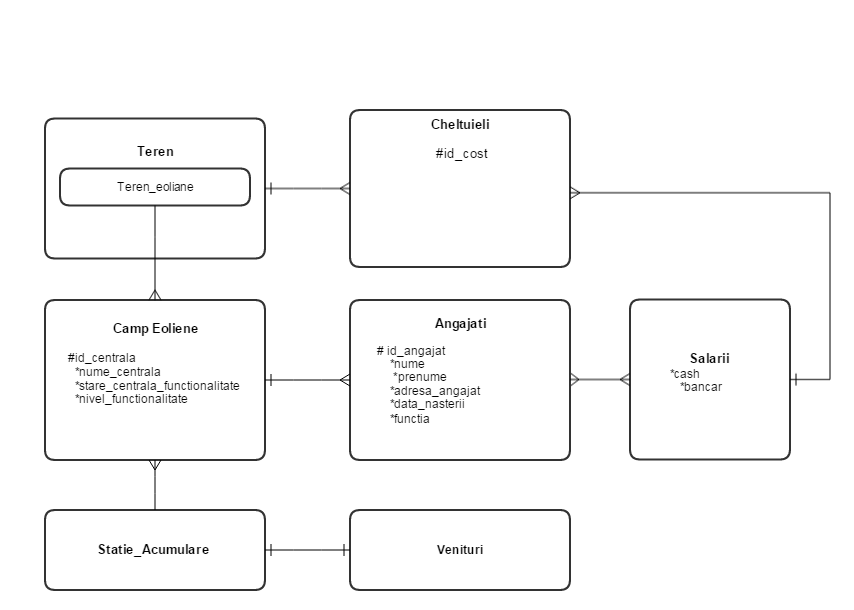 Teren
Teren_eoliane
Cheltuieli
#id_cost
Camp Eoliene
#id_centrala
*nume_centrala
*stare_centrala_functionalitate
*nivel_functionalitate
Angajati
# id_angajat
*nume
*prenume
*adresa_angajat
*data_nasterii
*functia
Salarii
*cash
*bancar
Statie_Acumulare
Venituri